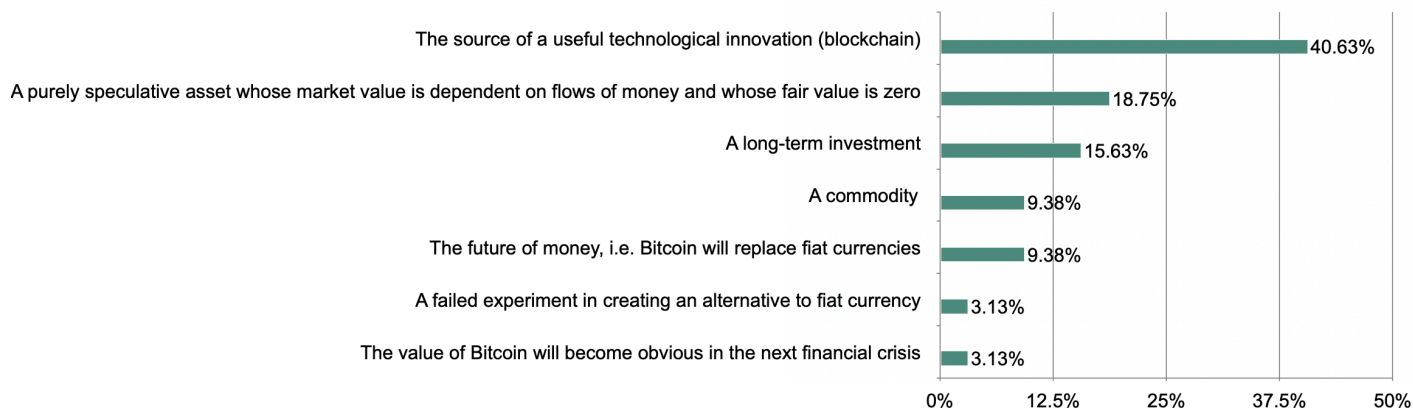 The source of a useful technological innovation (blockchain) 40.63%
A purely speculative asset whose market value is dependent on flows of money and whose fair value is zero 18.75%
A long-term investment 15.63%
A commodity 9.38%
The future of money, i.e. Bitcoin will replace fiat currencies 9.38%
A failed experiment in creating an alternative to fiat currency 3.13%
The value of Bitcoin will become obvious in the next financial crisis 3.13%
0% 12.5% 25% 37.5% 50%